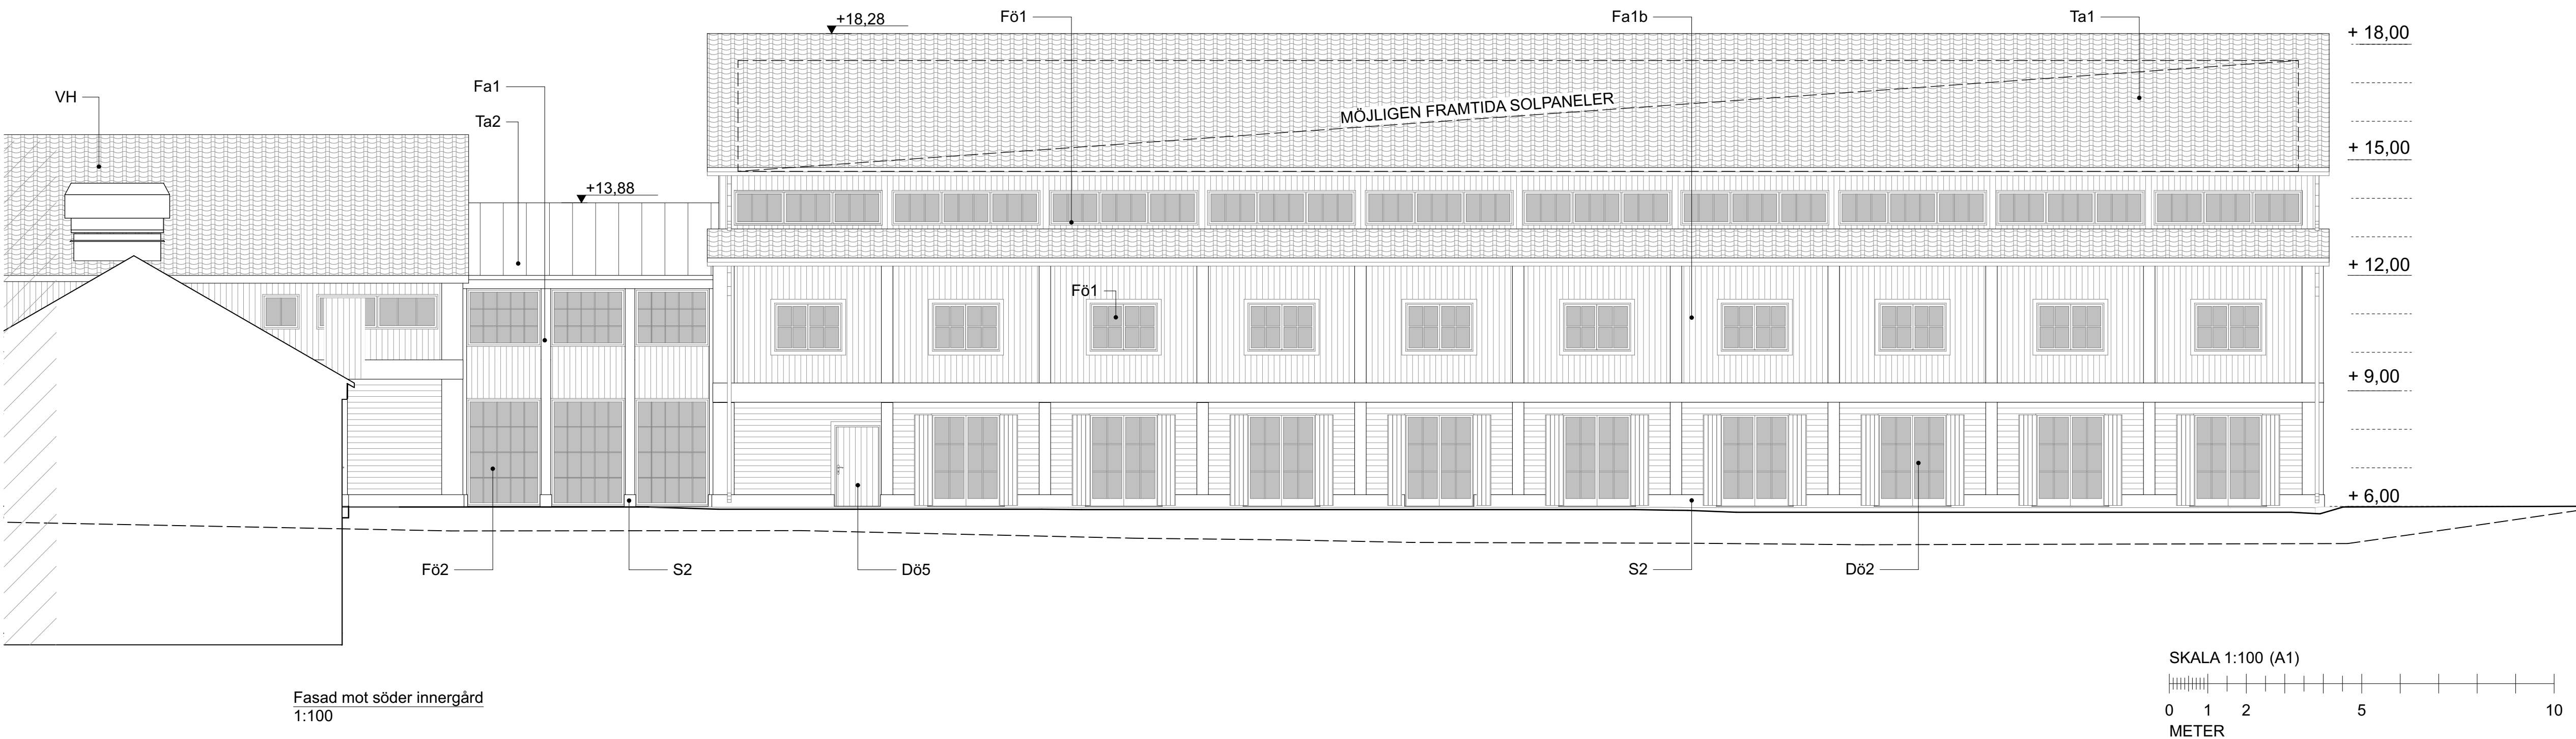 +18,28
Fö1
Fa1b
Ta1
+ 18,00
Fa1
VH
Ta2
MÖJLIGEN FRAMTIDA SOLPANELER
+ 15,00
+13,88
+ 12,00
Fö1
+ 9,00
+ 6,00
Fö2
S2
Dö5
S2
Dö2
SKALA 1:100 (A1)
0 1 2 5 10
METER
Fasad mot söder innergård
1:100